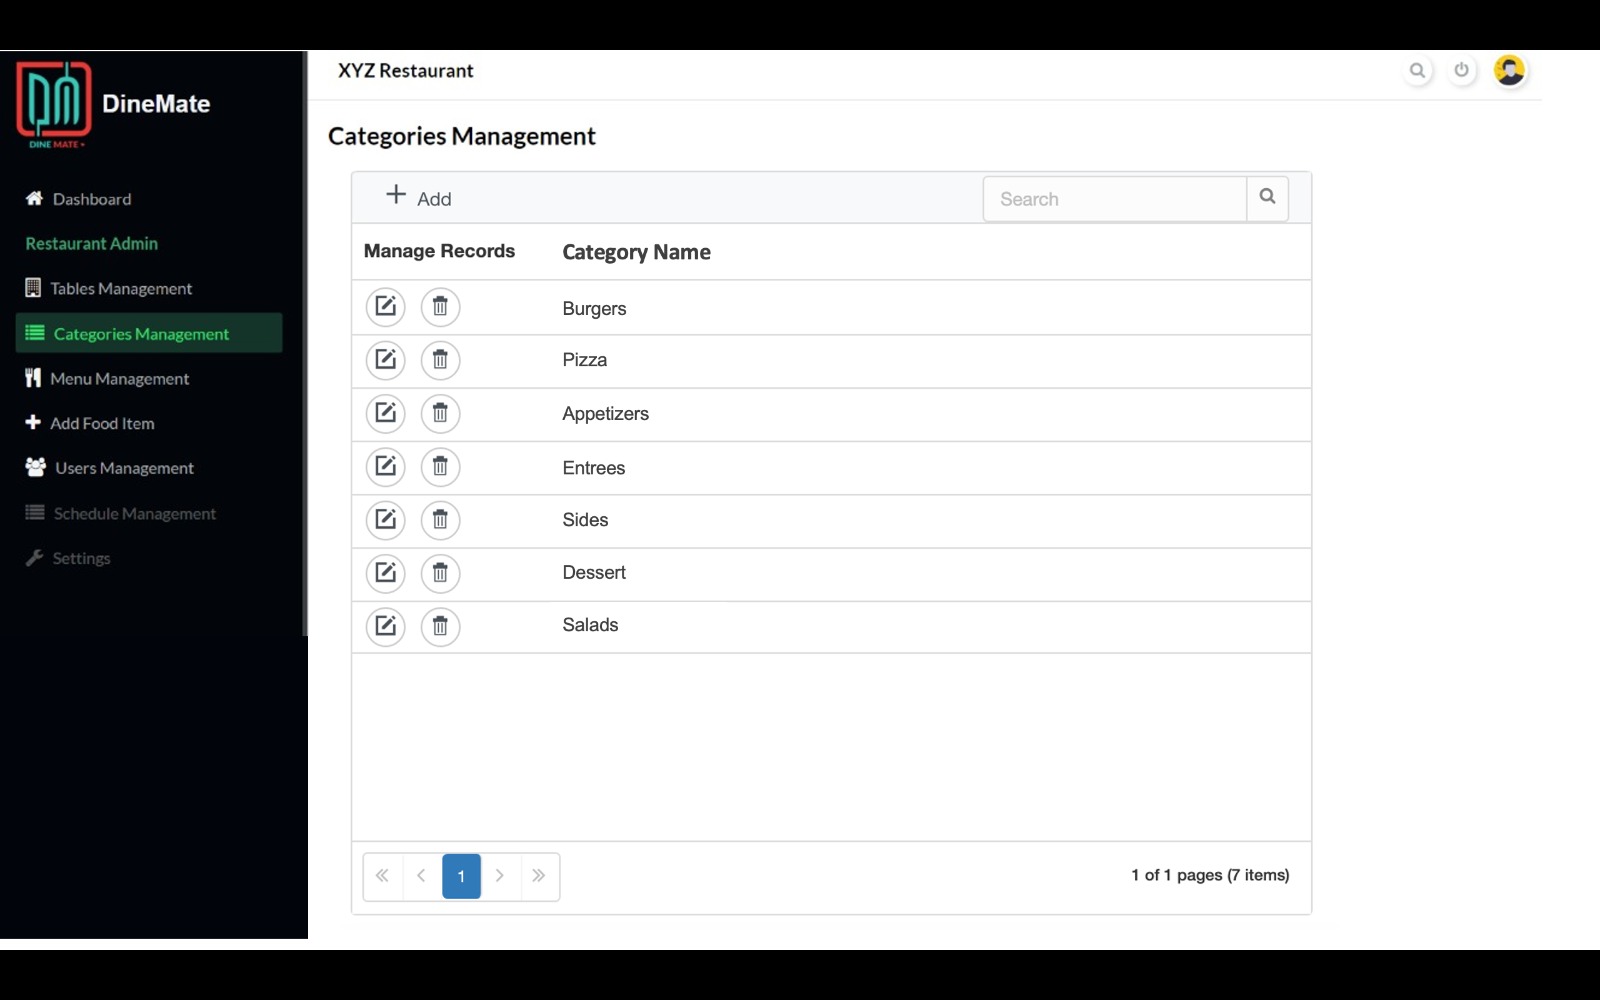 XYZ Restaurant
DineMate
DINE MATE
Dashboard
Restaurant Admin
Tables Management
Categories Management
Menu Management
Add Food Item
Users Management
Schedule Management
Settings
Categories Management
Add
Search
Manage Records Category Name
Burgers
Pizza
Appetizers
Entrees
Sides
Dessert
Salads
1
1 of 1 pages (7 items)